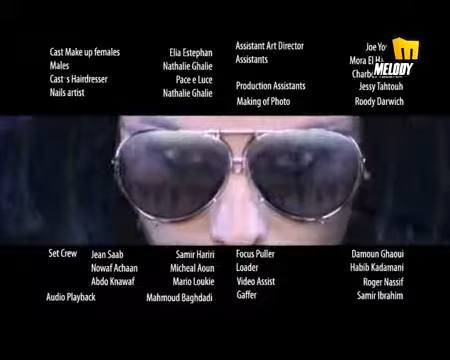 Cast Make up females Elia Estephan
Males Nathalie Ghalie
Cast´s Hairdresser Pace e Luce
Nails artist Nathalie Ghalie
Assistant Art Director Joe
Assistants Mora El

Production Assistants Jessy Tahtouh
Making of Photo Roody Darwich
MELODY
Set Crew Jean Saab Samir Hariri
Nowaf Achaan Micheal Aoun
Abdo Knawaf Mario Loukie
Audio Playback Mahmoud Baghdadi
Focus Puller Damoun Ghaoui
Loader Habib Kadamani
Video Assist Roger Nassif
Gaffer Samir Ibrahim